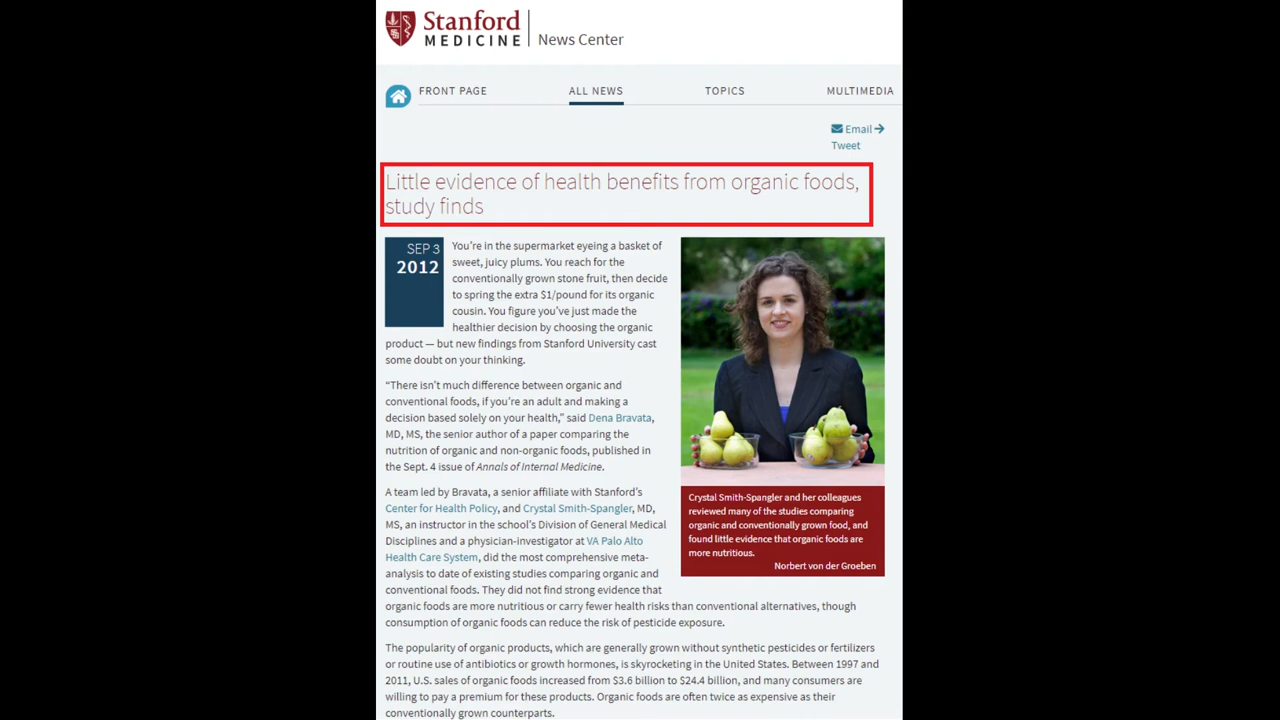 Stanford
MEDICINE
News Center
FRONT PAGE
ALL NEWS
TOPICS
MULTIMEDIA
Email
Tweet
Little evidence of health benefits from organic foods,
study finds
SEP 3
2012
You’re in the supermarket eyeing a basket of
sweet, juicy plums. You reach for the
conventionally grown stone fruit, then decide
to spring the extra $1/pound for its organic
cousin. You figure you’ve just made the
healthier decision by choosing the organic
product — but new findings from Stanford University cast
some doubt on your thinking.
“There isn’t much difference between organic and
conventional foods, if you’re an adult and making a
decision based solely on your health,” said Dena Bravata,
MD, MS, the senior author of a paper comparing the
nutrition of organic and non-organic foods, published in
the Sept. 4 issue of Annals of Internal Medicine.
A team led by Bravata, a senior affiliate with Stanford’s
Center for Health Policy, and Crystal Smith-Spangler, MD,
MS, an instructor in the school’s Division of General Medical
Disciplines and a physician-investigator at VA Palo Alto
Health Care System, did the most comprehensive meta-
analysis to date of existing studies comparing organic and
conventional foods. They did not find strong evidence that
organic foods are more nutritious or carry fewer health risks than conventional alternatives, though
consumption of organic foods can reduce the risk of pesticide exposure.
The popularity of organic products, which are generally grown without synthetic pesticides or fertilizers
or routine use of antibiotics or growth hormones, is skyrocketing in the United States. Between 1997 and
2011, U.S. sales of organic foods increased from $3.6 billion to $24.4 billion, and many consumers are
willing to pay a premium for these products. Organic foods are often twice as expensive as their
conventionally grown counterparts.
Crystal Smith-Spangler and her colleagues
reviewed many of the studies comparing
organic and conventionally grown food, and
found little evidence that organic foods are
more nutritious.
Norbert von der Groeben